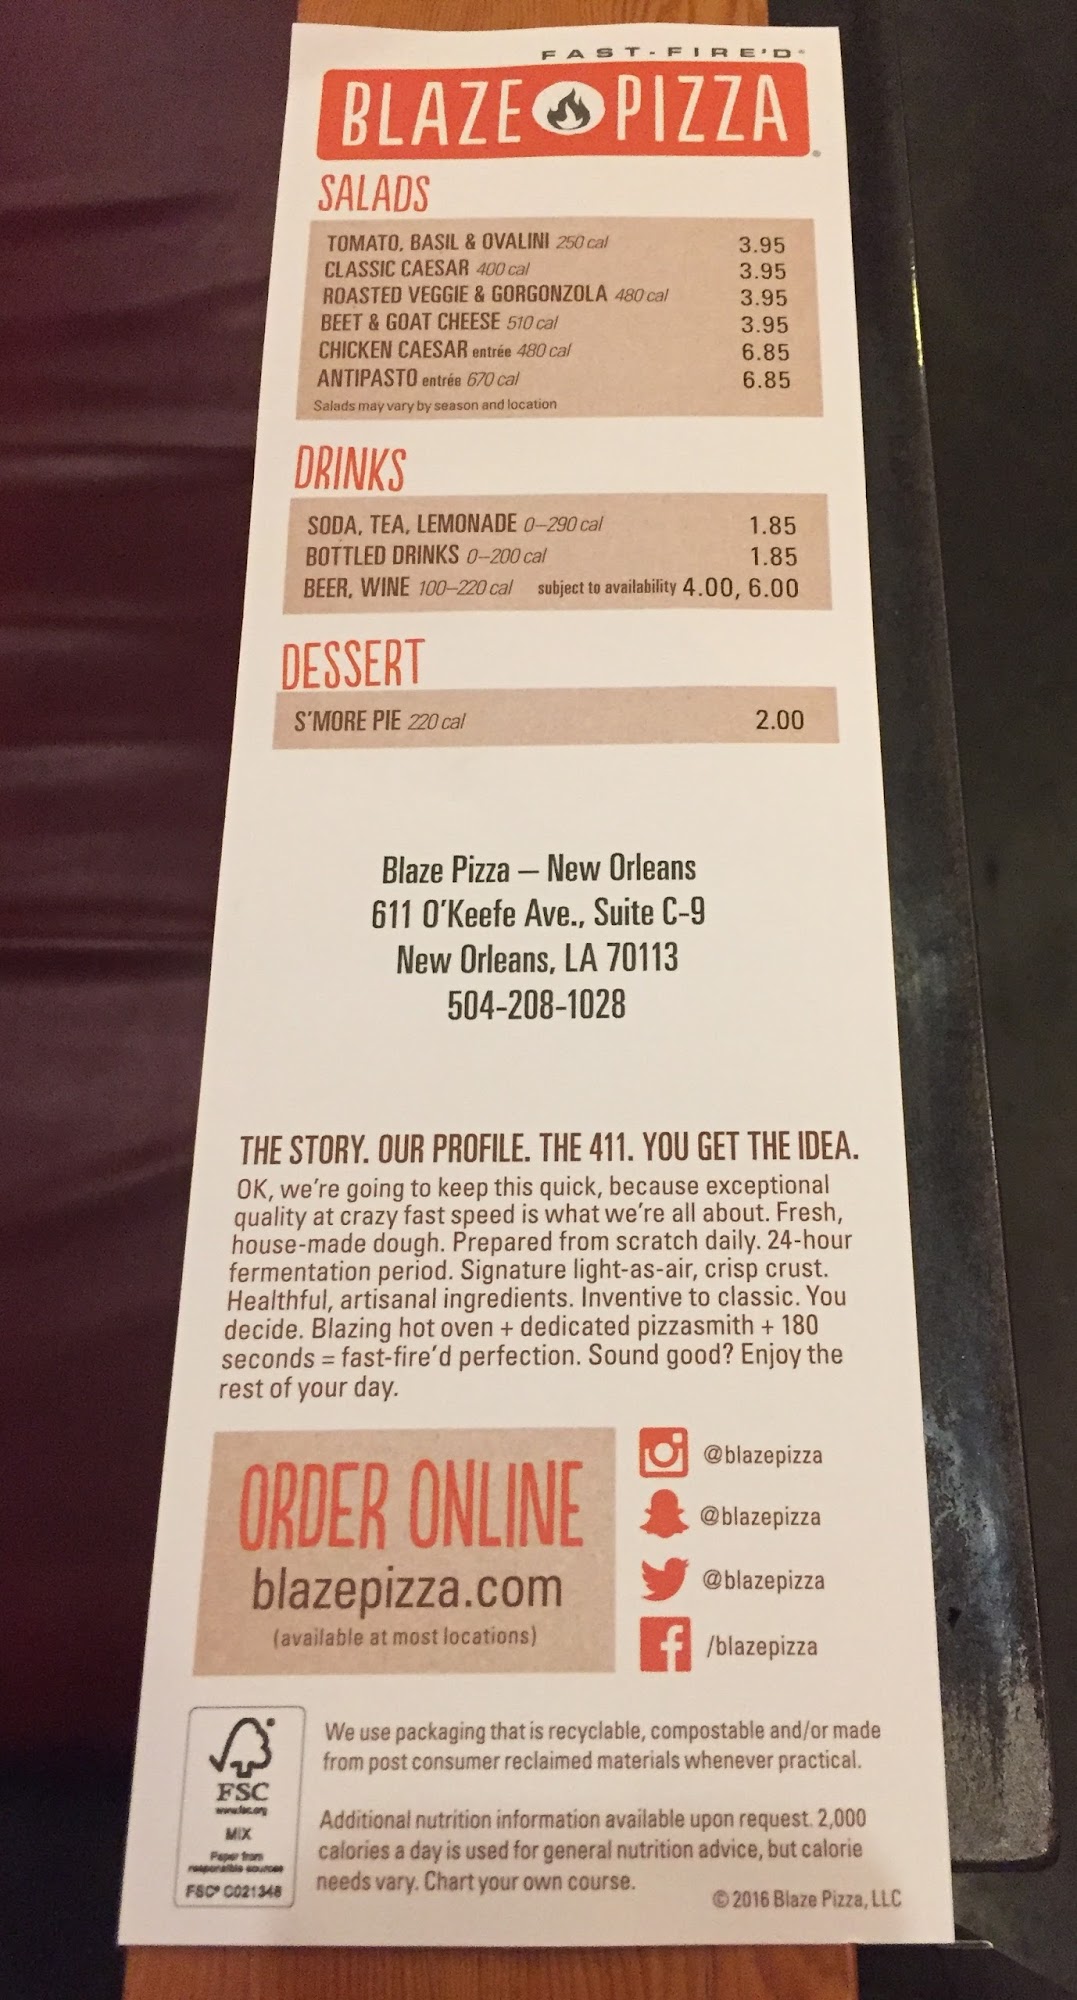 FAST-FIRE'D®
BLAZE PIZZA®
SALADS
TOMATO, BASIL & OVALINI 250 cal 3.95
CLASSIC CAESAR 400 cal 3.95
ROASTED VEGGIE & GORGONZOLA 480 cal 3.95
BEET & GOAT CHEESE 510 cal 3.95
CHICKEN CAESAR entrée 480 cal 6.85
ANTIPASTO entrée 670 cal 6.85
Salads may vary by season and location
DRINKS
SODA, TEA, LEMONADE 0–290 cal 1.85
BOTTLED DRINKS 0–200 cal 1.85
BEER, WINE 100–220 cal subject to availability 4.00, 6.00
DESSERT
S'MORE PIE 220 cal 2.00
Blaze Pizza – New Orleans
611 O'Keefe Ave., Suite C-9
New Orleans, LA 70113
504-208-1028
THE STORY. OUR PROFILE. THE 411. YOU GET THE IDEA.
OK, we're going to keep this quick, because exceptional
quality at crazy fast speed is what we're all about. Fresh,
house-made dough. Prepared from scratch daily. 24-hour
fermentation period. Signature light-as-air, crisp crust.
Healthful, artisanal ingredients. Inventive to classic. You
decide. Blazing hot oven + dedicated pizzasmith + 180
seconds = fast-fire'd perfection. Sound good? Enjoy the
rest of your day.
ORDER ONLINE
blazepizza.com
(available at most locations)
@blazepizza
@blazepizza
@blazepizza
/blazepizza
FSC
www.fsc.org
MIX
Paper from
responsible sources
FSC® C021348
We use packaging that is recyclable, compostable and/or made
from post consumer reclaimed materials whenever practical.
Additional nutrition information available upon request. 2,000
calories a day is used for general nutrition advice, but calorie
needs vary. Chart your own course.
© 2016 Blaze Pizza, LLC